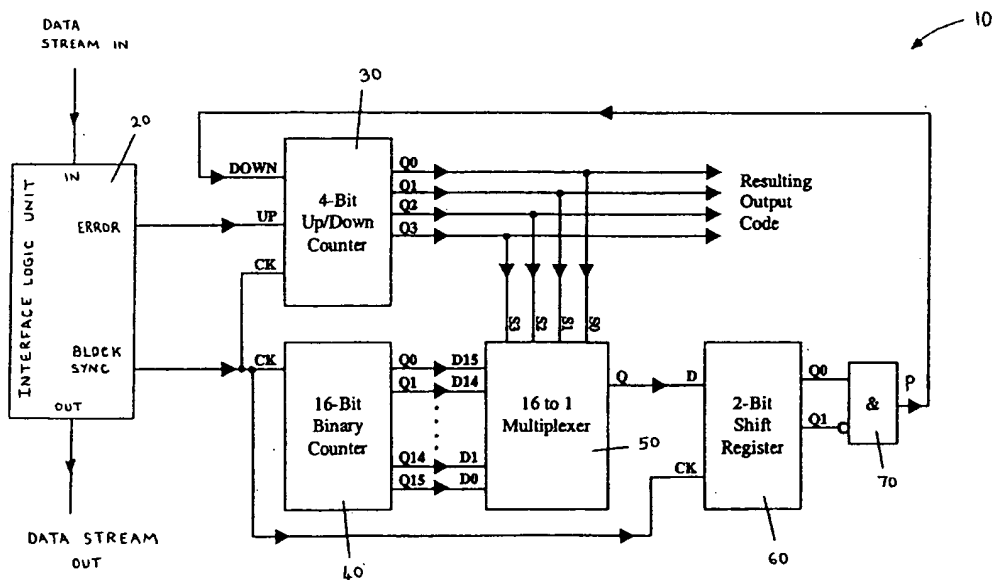 DATA
STREAM IN
10
20
30
IN
INTERFACE LOGIC UNIT
ERROR
BLOCK
SYNC
OUT
DATA STREAM
OUT
DOWN
UP
CK
4-Bit
Up/Down
Counter
Q0
Q1
Q2
Q3
Resulting
Output
Code
S3
S2
S1
S0
CK
16-Bit
Binary
Counter
40
Q0
Q1
Q14
Q15
D15
D14
D1
D0
16 to 1
Multiplexer
50
Q
D
CK
2-Bit
Shift
Register
60
Q0
Q1
&
70
P